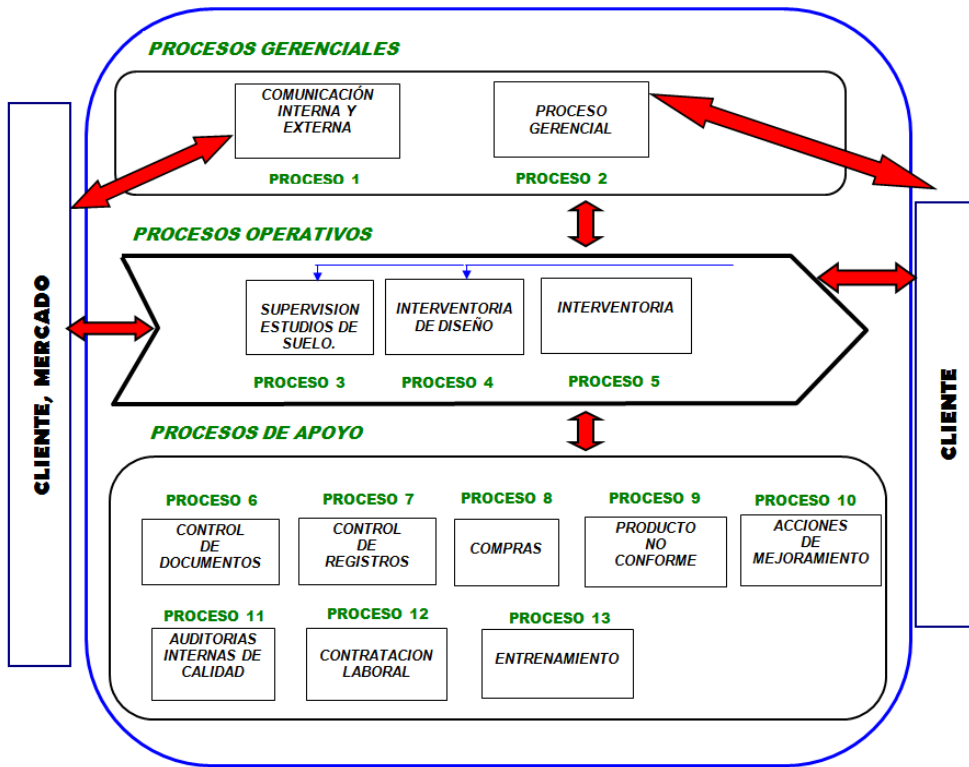 PROCESOS GERENCIALES
COMUNICACIÓN
INTERNA Y
EXTERNA
PROCESO
GERENCIAL
PROCESO 1
PROCESO 2
CLIENTE, MERCADO
CLIENTE
PROCESOS OPERATIVOS
SUPERVISION
ESTUDIOS DE
SUELO.
INTERVENTORIA
DE DISEÑO
INTERVENTORIA
PROCESO 3
PROCESO 4
PROCESO 5
PROCESOS DE APOYO
PROCESO 6
PROCESO 7
PROCESO 8
PROCESO 9
PROCESO 10
CONTROL
DE
DOCUMENTOS
CONTROL
DE
REGISTROS
COMPRAS
PRODUCTO
NO
CONFORME
ACCIONES
DE
MEJORAMIENTO
PROCESO 11
PROCESO 12
PROCESO 13
AUDITORIAS
INTERNAS DE
CALIDAD
CONTRATACION
LABORAL
ENTRENAMIENTO